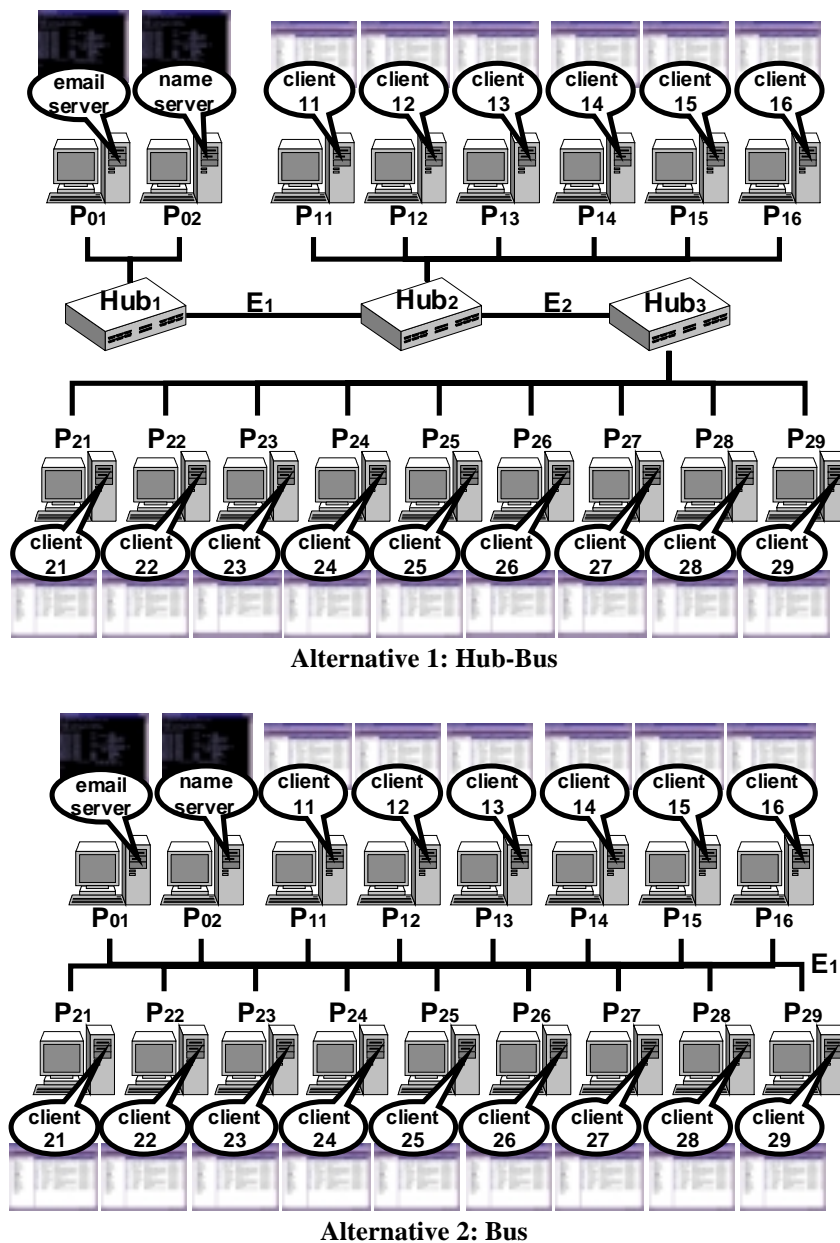 email server
name server
client 11
client 12
client 13
client 14
client 15
client 16
P01 P02 P11 P12 P13 P14 P15 P16
Hub1 E1 Hub2 E2 Hub3
P21 P22 P23 P24 P25 P26 P27 P28 P29
client 21
client 22
client 23
client 24
client 25
client 26
client 27
client 28
client 29
Alternative 1: Hub-Bus
email server
name server
client 11
client 12
client 13
client 14
client 15
client 16
P01 P02 P11 P12 P13 P14 P15 P16
E1
P21 P22 P23 P24 P25 P26 P27 P28 P29
client 21
client 22
client 23
client 24
client 25
client 26
client 27
client 28
client 29
Alternative 2: Bus